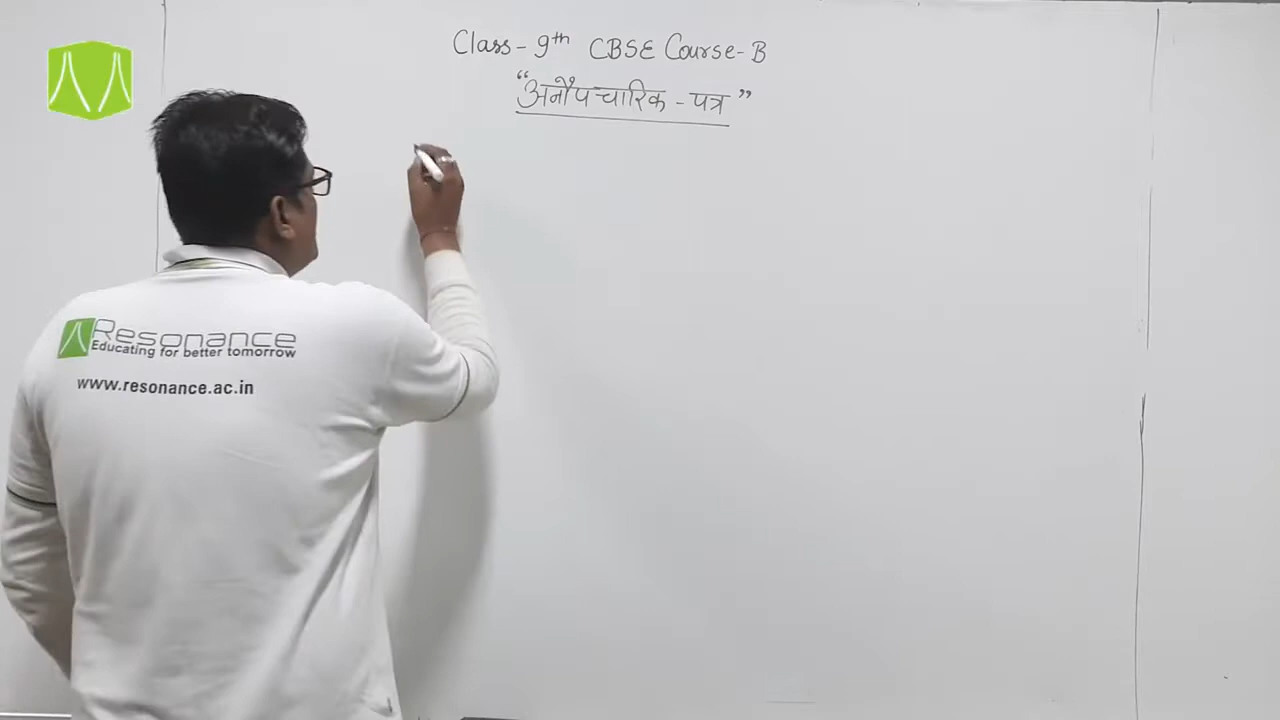 Class - 9th CBSE Course - B
"अनौपचारिक - पत्र"
Resonance
Educating for better tomorrow
www.resonance.ac.in